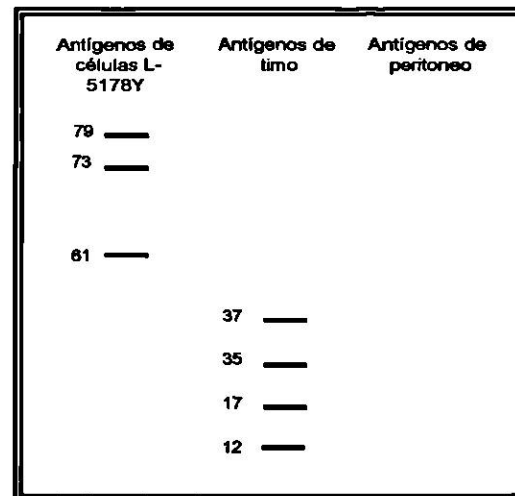 Antígenos de
células L-
5178Y
Antígenos de
timo
Antígenos de
peritoneo
79
73
61
37
35
17
12